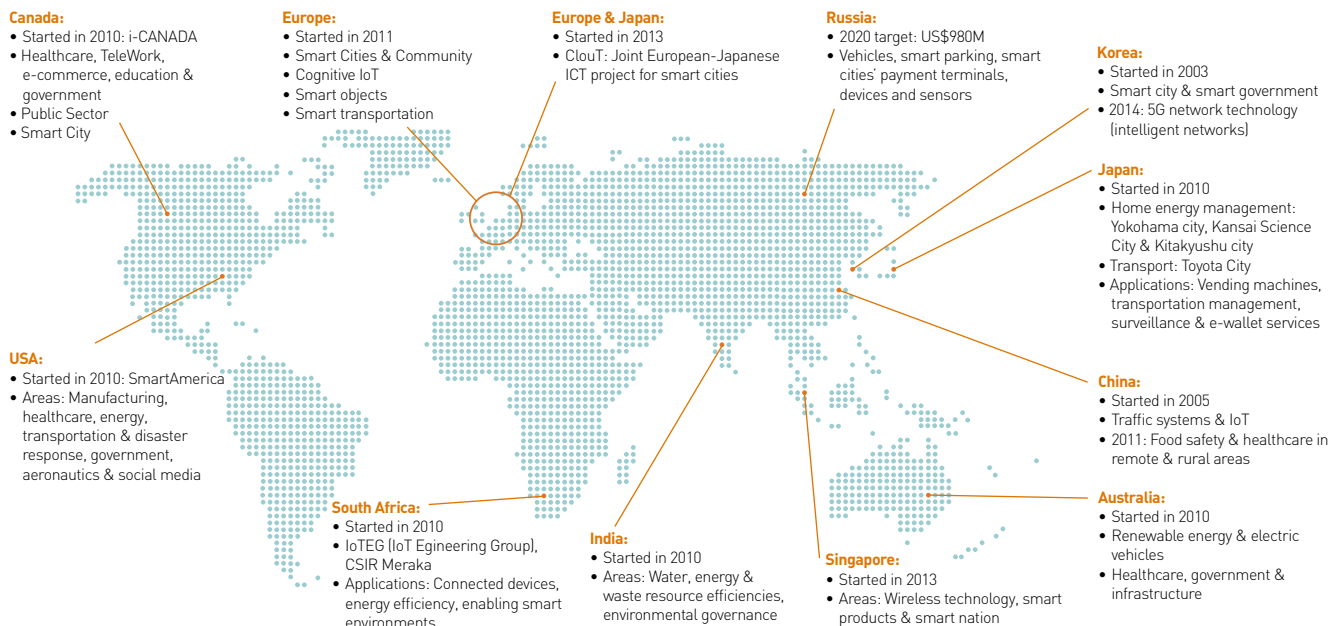 Canada:
• Started in 2010: i-CANADA
• Healthcare, TeleWork,
e-commerce, education &
government
• Public Sector
• Smart City
Europe:
• Started in 2011
• Smart Cities & Community
• Cognitive IoT
• Smart objects
• Smart transportation
Europe & Japan:
• Started in 2013
• ClouT: Joint European-Japanese
ICT project for smart cities
Russia:
• 2020 target: US$980M
• Vehicles, smart parking, smart
cities' payment terminals,
devices and sensors
Korea:
• Started in 2003
• Smart city & smart government
• 2014: 5G network technology
(intelligent networks)
Japan:
• Started in 2010
• Home energy management:
Yokohama city, Kansai Science
City & Kitakyushu city
• Transport: Toyota City
• Applications: Vending machines,
transportation management,
surveillance & e-wallet services
USA:
• Started in 2010: SmartAmerica
• Areas: Manufacturing,
healthcare, energy,
transportation & disaster
response, government,
aeronautics & social media
China:
• Started in 2005
• Traffic systems & IoT
• 2011: Food safety & healthcare in
remote & rural areas
South Africa:
• Started in 2010
• IoTEG (IoT Egineering Group),
CSIR Meraka
• Applications: Connected devices,
energy efficiency, enabling smart
environments
India:
• Started in 2010
• Areas: Water, energy &
waste resource efficiencies,
environmental governance
Singapore:
• Started in 2013
• Areas: Wireless technology, smart
products & smart nation
Australia:
• Started in 2010
• Renewable energy & electric
vehicles
• Healthcare, government &
infrastructure